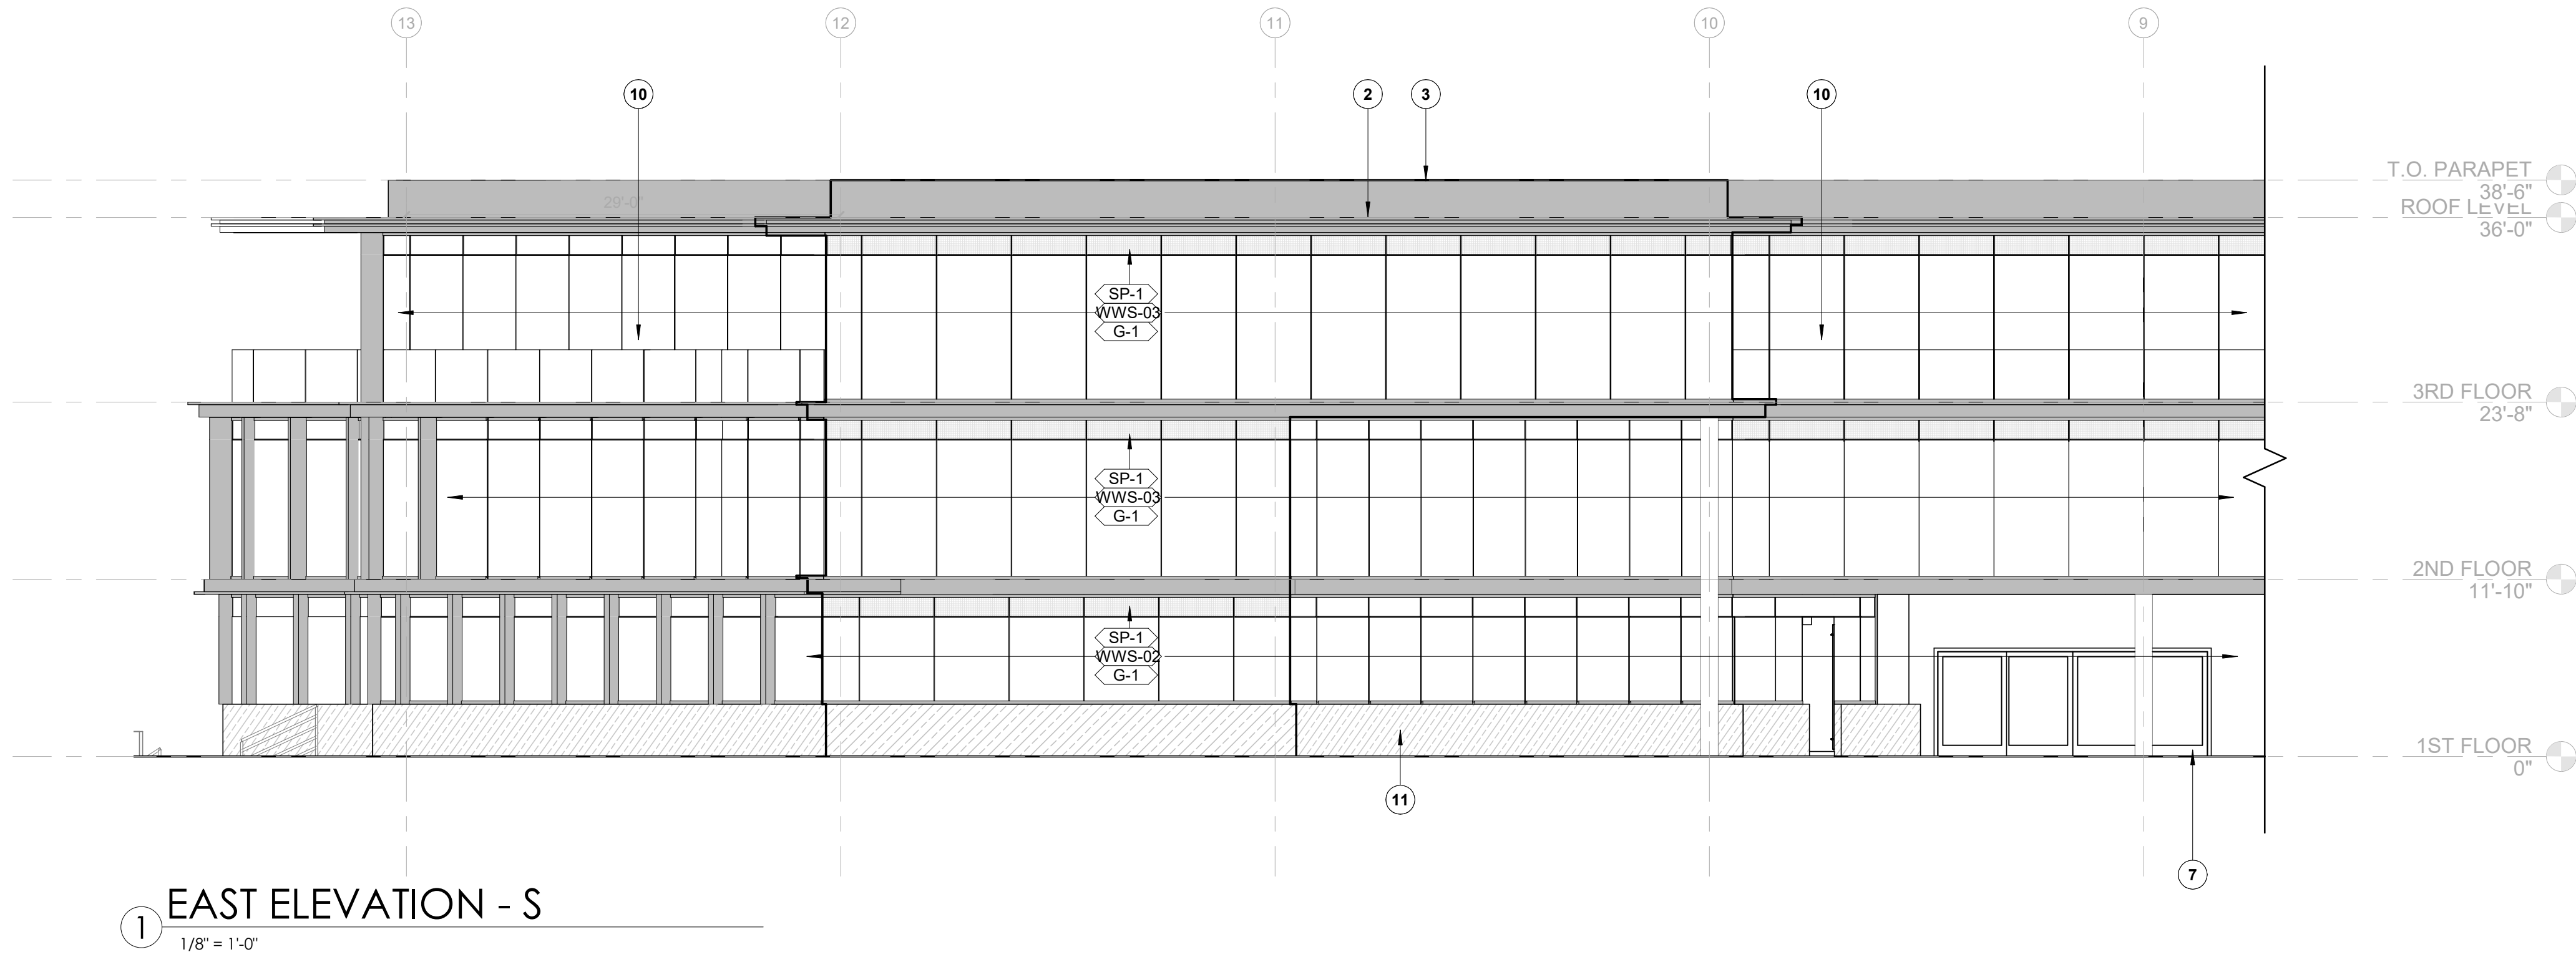 13
12
11
10
9
10
2
3
10
T.O. PARAPET
38'-6"
ROOF LEVEL
36'-0"
29'-0"
SP-1
WWS-03
G-1
3RD FLOOR
23'-8"
SP-1
WWS-03
G-1
2ND FLOOR
11'-10"
SP-1
WWS-02
G-1
1ST FLOOR
0"
11
7
1
EAST ELEVATION - S
1/8" = 1'-0"